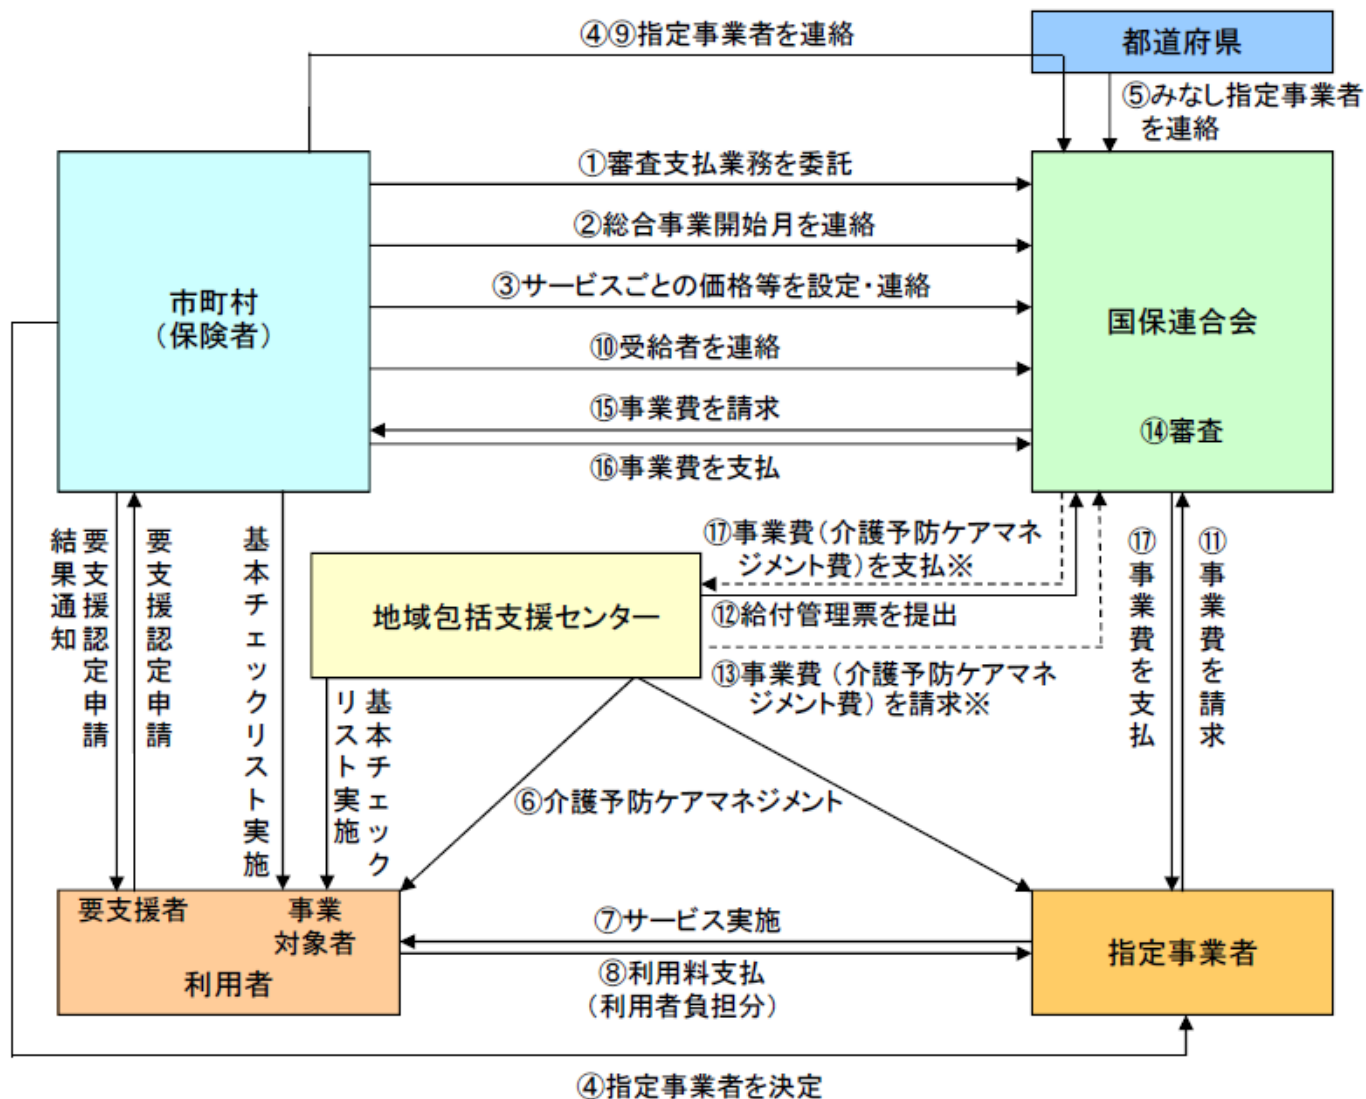 ④⑨指定事業者を連絡
都道府県
⑤みなし指定事業者
を連絡
①審査支払業務を委託
②総合事業開始月を連絡
③サービスごとの価格等を設定・連絡
市町村
（保険者）
国保連合会
⑩受給者を連絡
⑮事業費を請求
⑭審査
⑯事業費を支払
要支援認定申請
結果通知
要支援認定申請
基本チェックリスト実施
⑰事業費（介護予防ケアマネ
ジメント費）を支払※
地域包括支援センター
⑫給付管理票を提出
⑬事業費（介護予防ケアマネ
ジメント費）を請求※
⑰事業費を支払
⑪事業費を請求
基本チェック
リスト実施
⑥介護予防ケアマネジメント
要支援者
事業
対象者
利用者
⑦サービス実施
⑧利用料支払
（利用者負担分）
指定事業者
④指定事業者を決定